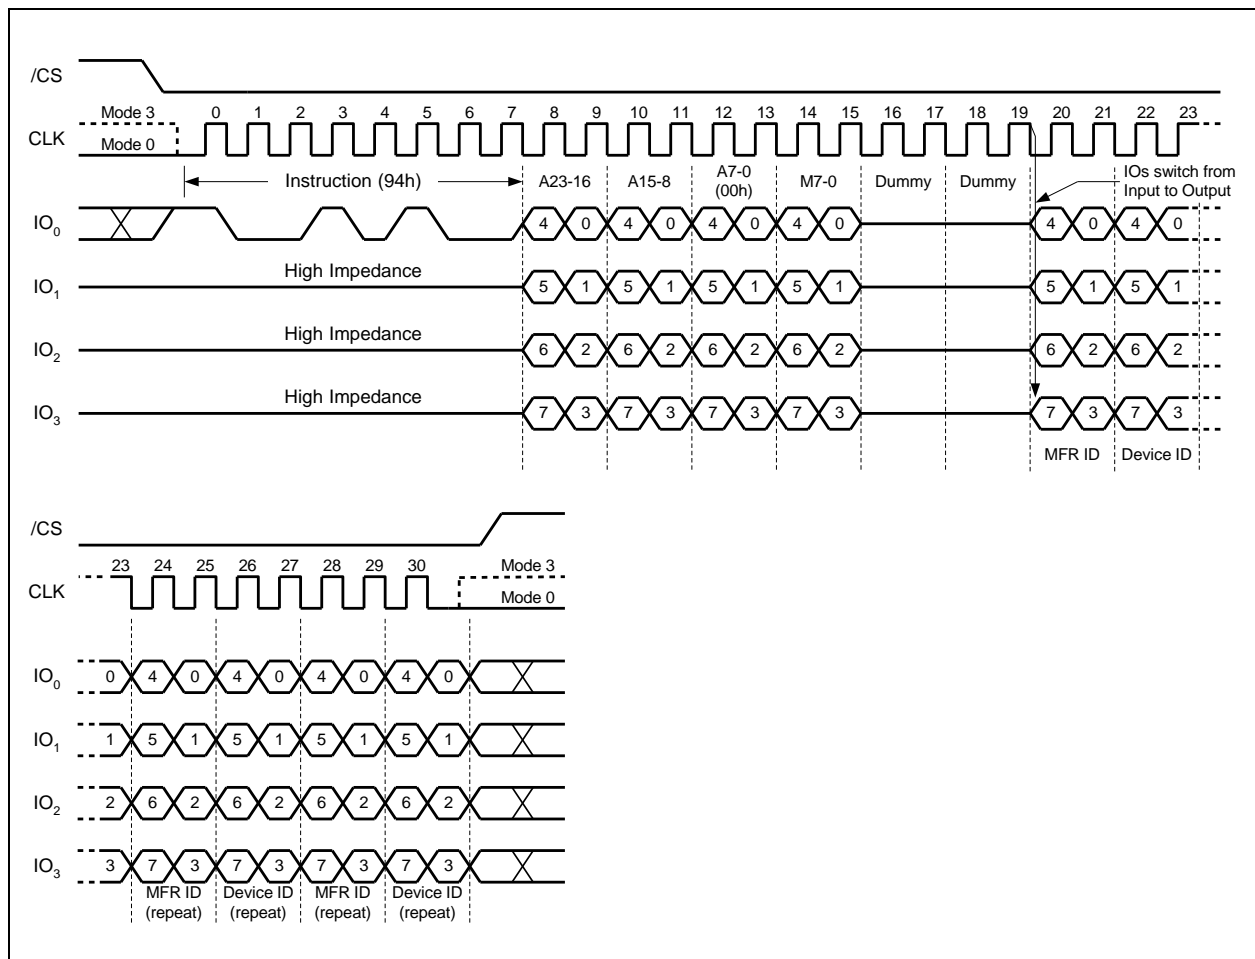 /CS
Mode 3
0 1 2 3 4 5 6 7 8 9 10 11 12 13 14 15 16 17 18 19 20 21 22 23
CLK
Mode 0
Instruction (94h)
A23-16
A15-8
A7-0
(00h)
M7-0
Dummy
Dummy
IOs switch from
Input to Output
IO0
4 0 4 0 4 0 4 0 4 0 4 0
High Impedance
IO1
5 1 5 1 5 1 5 1 5 1 5 1
High Impedance
IO2
6 2 6 2 6 2 6 2 6 2 6 2
High Impedance
IO3
7 3 7 3 7 3 7 3 7 3 7 3
MFR ID
Device ID
/CS
23 24 25 26 27 28 29 30
Mode 3
CLK
Mode 0
IO0
0 4 0 4 0 4 0 4 0
IO1
1 5 1 5 1 5 1 5 1
IO2
2 6 2 6 2 6 2 6 2
IO3
3 7 3 7 3 7 3 7 3
MFR ID
(repeat)
Device ID
(repeat)
MFR ID
(repeat)
Device ID
(repeat)